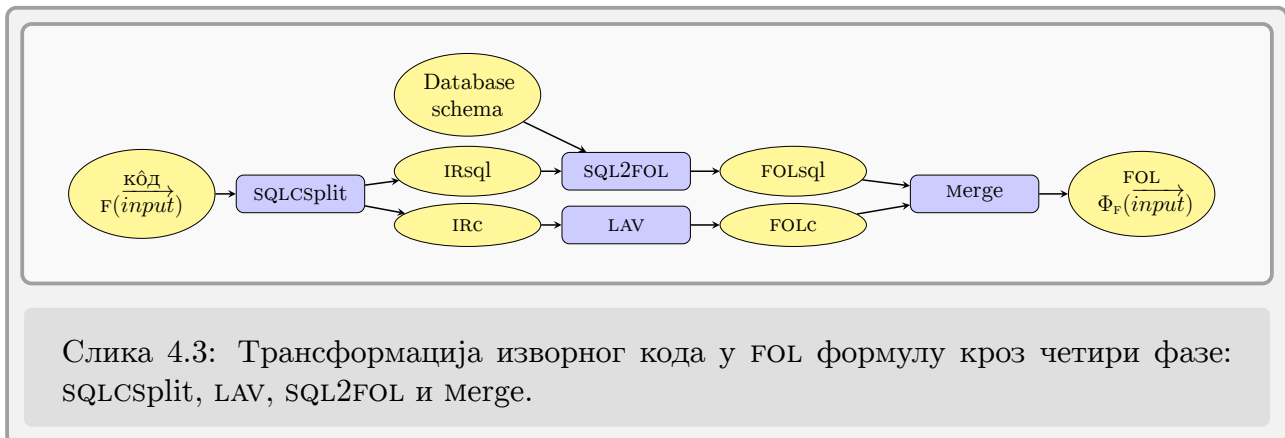 Database
schema
кôд
F(input)
SQLCSplit
IRsql
SQL2FOL
FOLsql
IRc
LAV
FOLc
Merge
FOL
Φ_F(input)
Слика 4.3: Трансформација изворног кода у FOL формулу кроз четири фазе:
SQLCSplit, LAV, SQL2FOL и Merge.